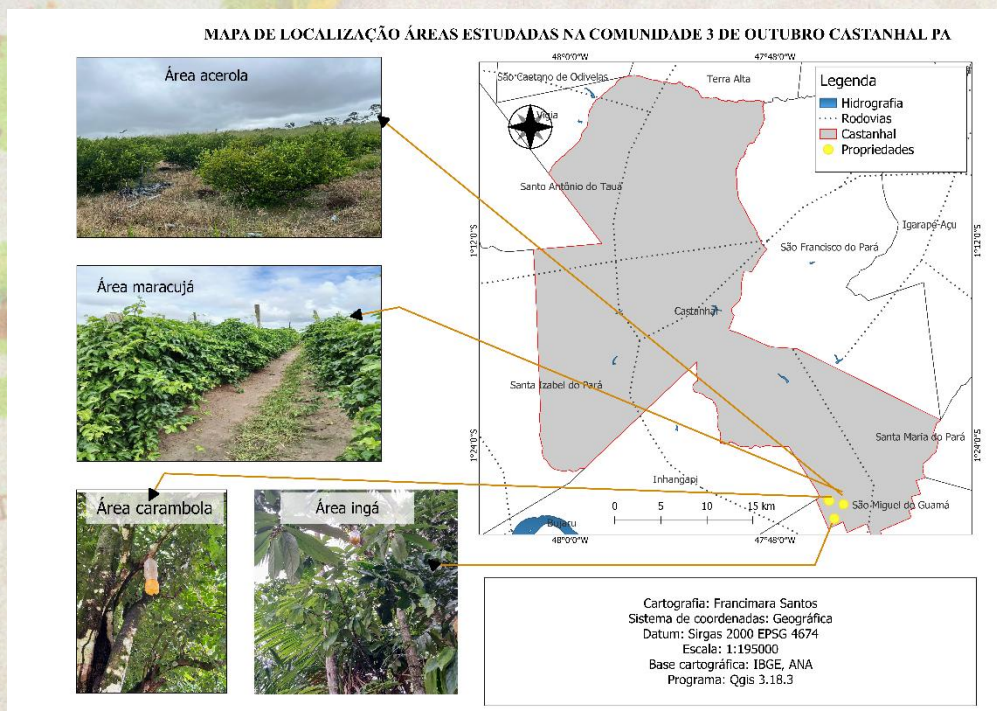 MAPA DE LOCALIZAÇÃO ÁREAS ESTUDADAS NA COMUNIDADE 3 DE OUTUBRO CASTANHAL PA
Área acerola
Área maracujá
Área carambola
Área ingá
48°0'0"W
47°48'0"W
São Caetano de Odivelas
Terra Alta
Vigia
Santo Antônio do Tauá
Igarapé-Açu
São Francisco do Pará
Castanhal
Santa Izabel do Pará
Santa Maria do Pará
Inhangapi
São Miguel do Guamá
Bujaru
1°12'0"S
1°24'0"S
1°12'0"S
1°24'0"S
0 5 10 15 km
48°0'0"W
47°48'0"W
Legenda
Hidrografia
Rodovias
Castanhal
Propriedades
Cartografia: Francimara Santos
Sistema de coordenadas: Geográfica
Datum: Sirgas 2000 EPSG 4674
Escala: 1:195000
Base cartográfica: IBGE, ANA
Programa: Qgis 3.18.3